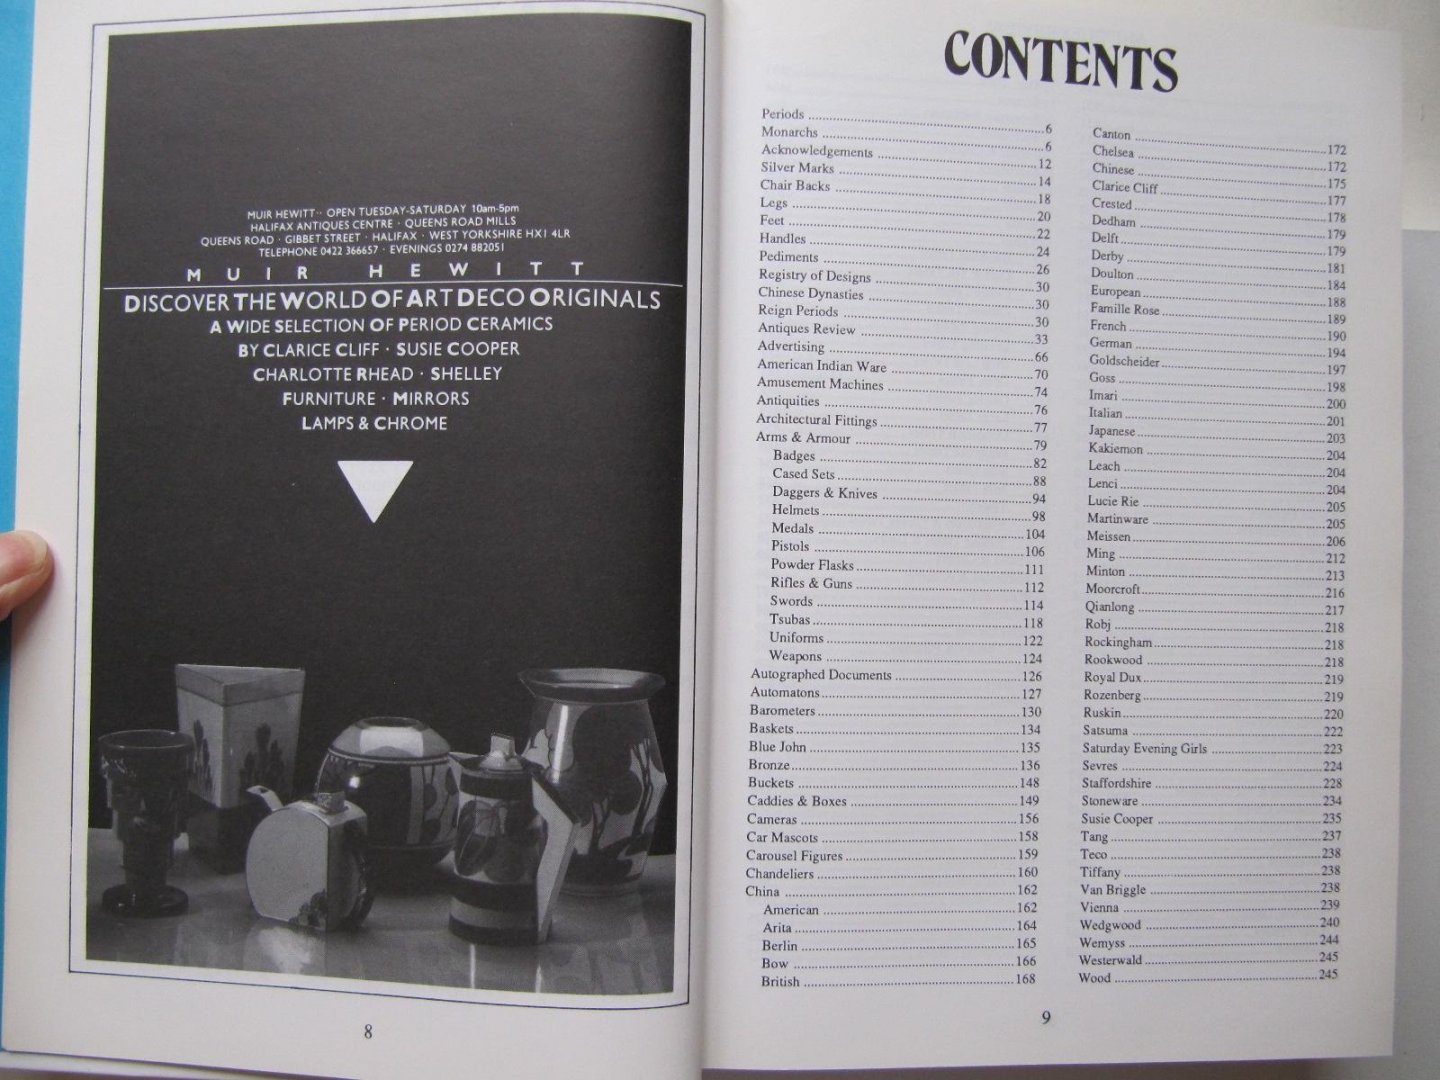 MUIR HEWITT · OPEN TUESDAY-SATURDAY 10am-5pm
HALIFAX ANTIQUES CENTRE · QUEENS ROAD MILLS
QUEENS ROAD · GIBBET STREET · HALIFAX · WEST YORKSHIRE HX1 4LR
TELEPHONE 0422 366657 · EVENINGS 0274 882051
MUIR HEWITT
DISCOVER THE WORLD OF ART DECO ORIGINALS
A WIDE SELECTION OF PERIOD CERAMICS
BY CLARICE CLIFF · SUSIE COOPER
CHARLOTTE RHEAD · SHELLEY
FURNITURE · MIRRORS
LAMPS & CHROME
8
CONTENTS
Periods 6
Monarchs 6
Acknowledgements 12
Silver Marks 14
Chair Backs 18
Legs 20
Feet 22
Handles 24
Pediments 26
Registry of Designs 30
Chinese Dynasties 30
Reign Periods 30
Antiques Review 33
Advertising 66
American Indian Ware 70
Amusement Machines 74
Antiquities 76
Architectural Fittings 77
Arms & Armour 79
Badges 82
Cased Sets 88
Daggers & Knives 94
Helmets 98
Medals 104
Pistols 106
Powder Flasks 111
Rifles & Guns 112
Swords 114
Tsubas 118
Uniforms 122
Weapons 124
Autographed Documents 126
Automatons 127
Barometers 130
Baskets 134
Blue John 135
Bronze 136
Buckets 148
Caddies & Boxes 149
Cameras 156
Car Mascots 158
Carousel Figures 159
Chandeliers 160
China 162
American 162
Arita 164
Berlin 165
Bow 166
British 168
Canton 172
Chelsea 172
Chinese 175
Clarice Cliff 177
Crested 178
Dedham 179
Delft 179
Derby 181
Doulton 184
European 188
Famille Rose 189
French 190
German 194
Goldscheider 197
Goss 198
Imari 200
Italian 201
Japanese 203
Kakiemon 204
Leach 204
Lenci 204
Lucie Rie 205
Martinware 205
Meissen 206
Ming 212
Minton 213
Moorcroft 216
Qianlong 217
Robj 218
Rockingham 218
Rookwood 218
Royal Dux 219
Rozenberg 219
Ruskin 220
Satsuma 222
Saturday Evening Girls 223
Sevres 224
Staffordshire 228
Stoneware 234
Susie Cooper 235
Tang 237
Teco 238
Tiffany 238
Van Briggle 238
Vienna 239
Wedgwood 240
Wemyss 244
Westerwald 245
Wood 245
9